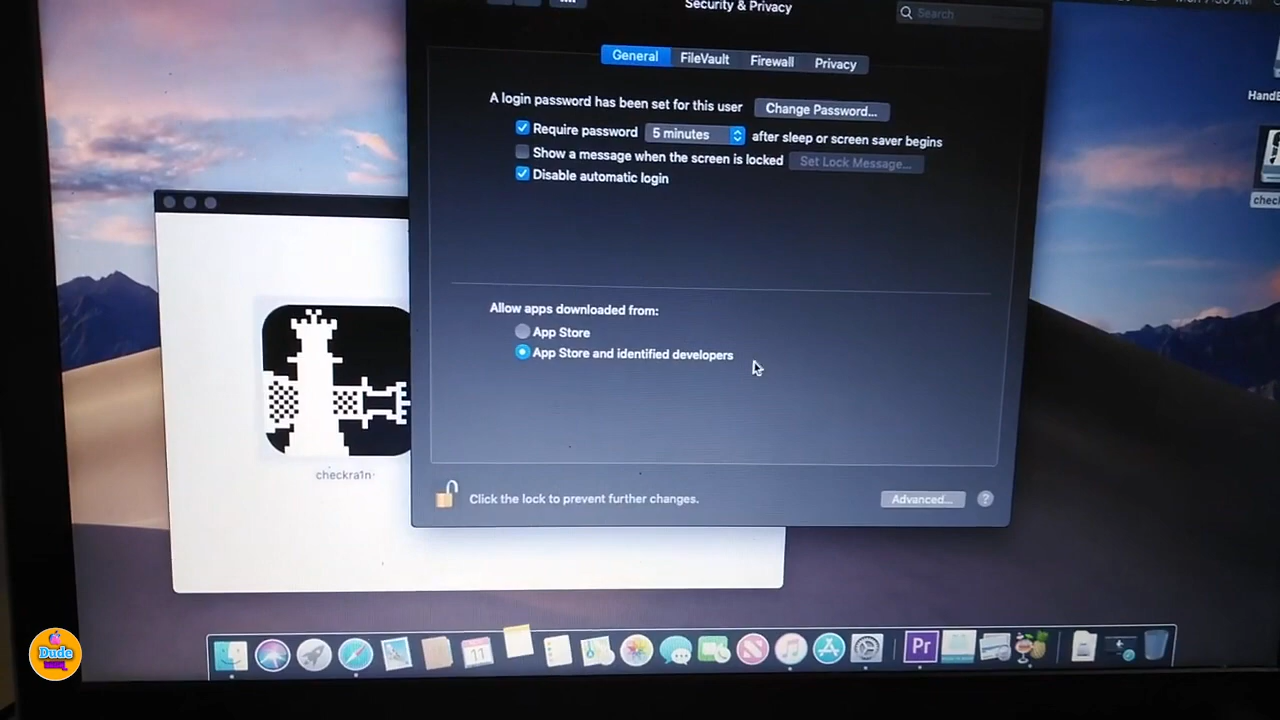 Security & Privacy
Search
General
FileVault
Firewall
Privacy
A login password has been set for this user
Change Password...
Require password
5 minutes
after sleep or screen saver begins
Show a message when the screen is locked
Set Lock Message...
Disable automatic login
Allow apps downloaded from:
App Store
App Store and identified developers
Click the lock to prevent further changes.
Advanced...
?
checkra1n
11
Pr
Dude